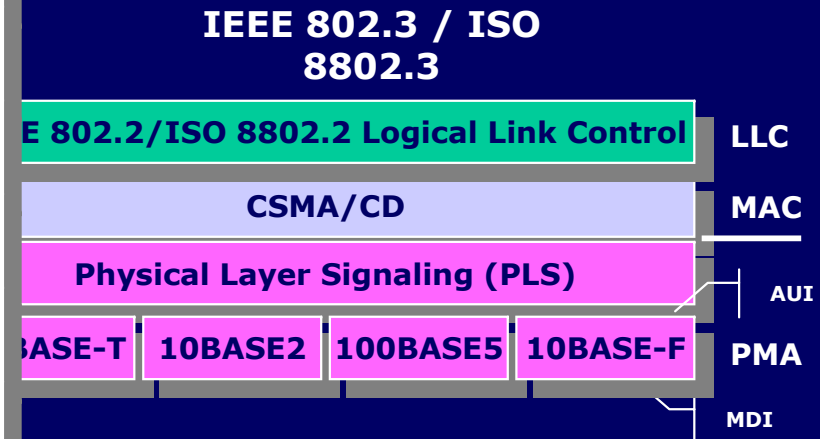 IEEE 802.3 / ISO
8802.3
E 802.2/ISO 8802.2 Logical Link Control
LLC
CSMA/CD
MAC
Physical Layer Signaling (PLS)
AUI
BASE-T 10BASE2 100BASE5 10BASE-F
PMA
MDI